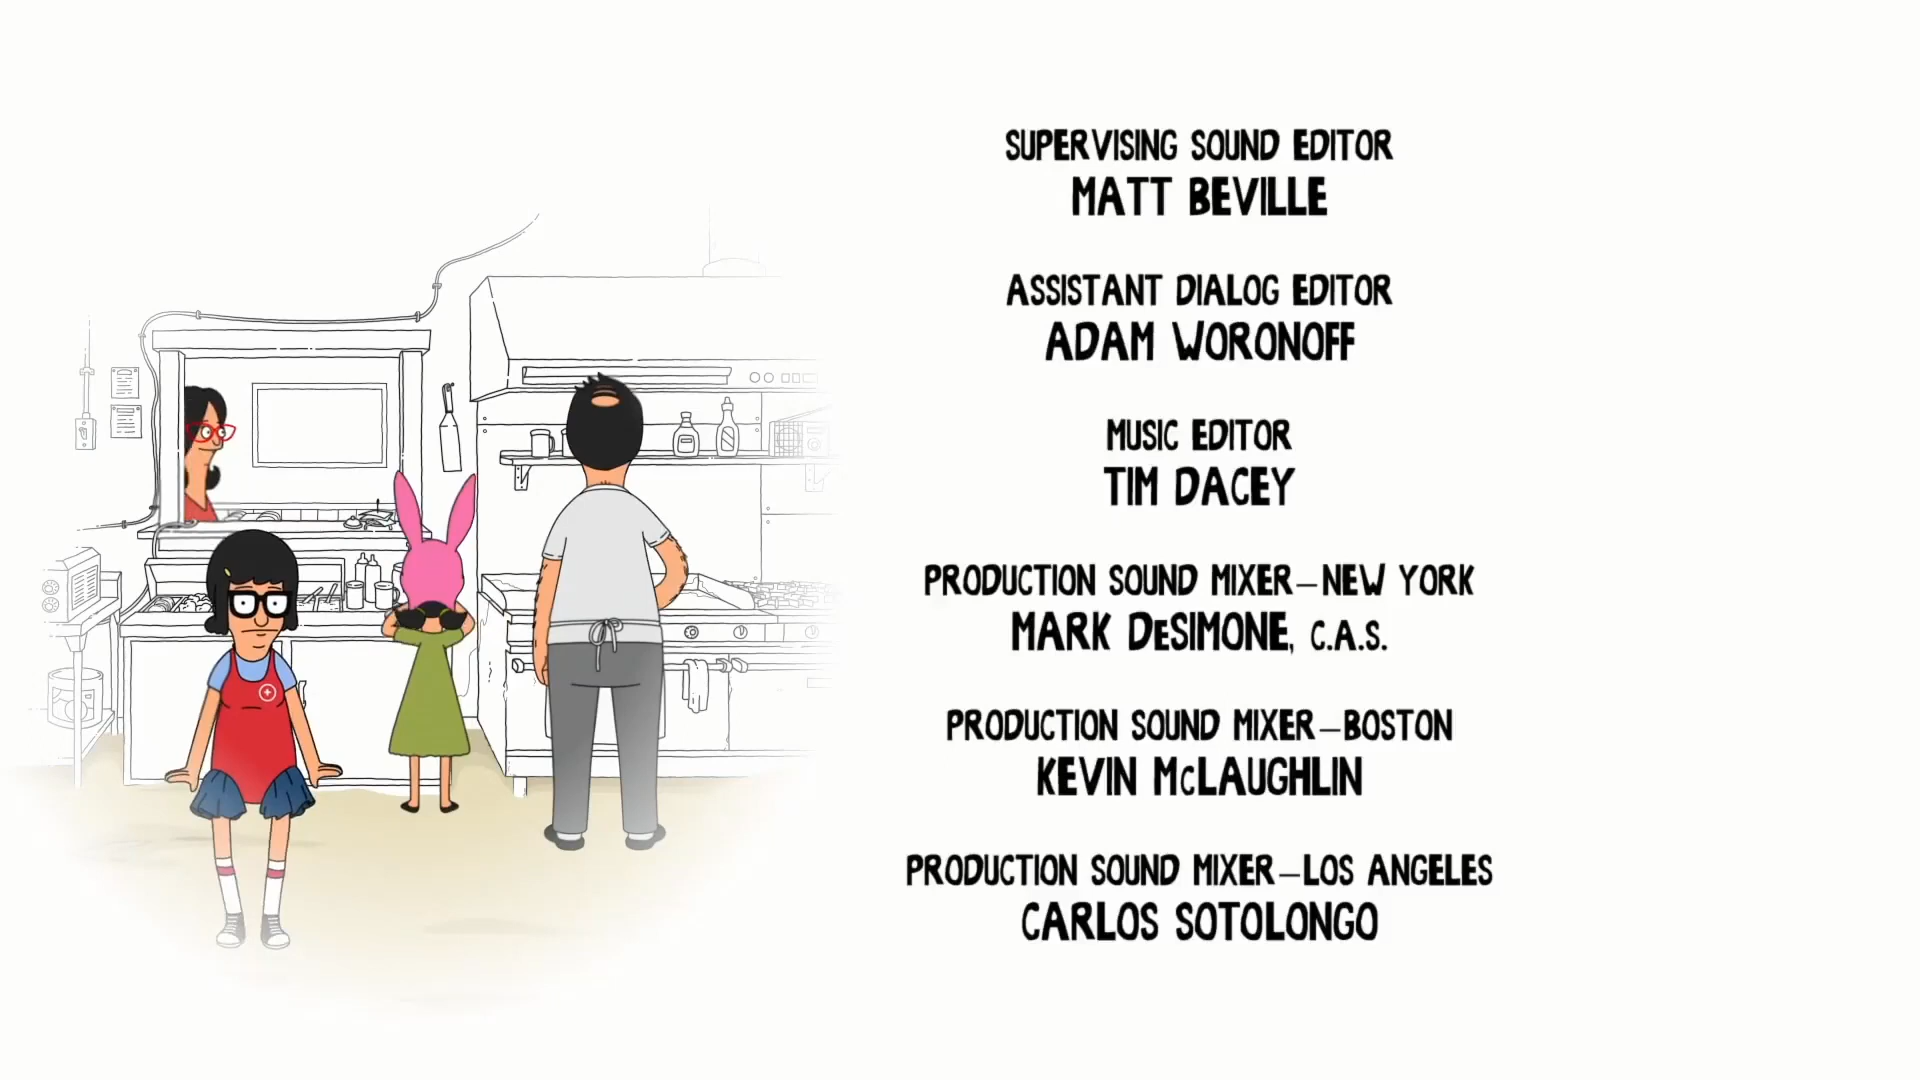 SUPERVISING SOUND EDITOR
MATT BEVILLE
ASSISTANT DIALOG EDITOR
ADAM WORONOFF
MUSIC EDITOR
TIM DACEY
PRODUCTION SOUND MIXER–NEW YORK
MARK DeSIMONE, C.A.S.
PRODUCTION SOUND MIXER–BOSTON
KEVIN McLAUGHLIN
PRODUCTION SOUND MIXER–LOS ANGELES
CARLOS SOTOLONGO